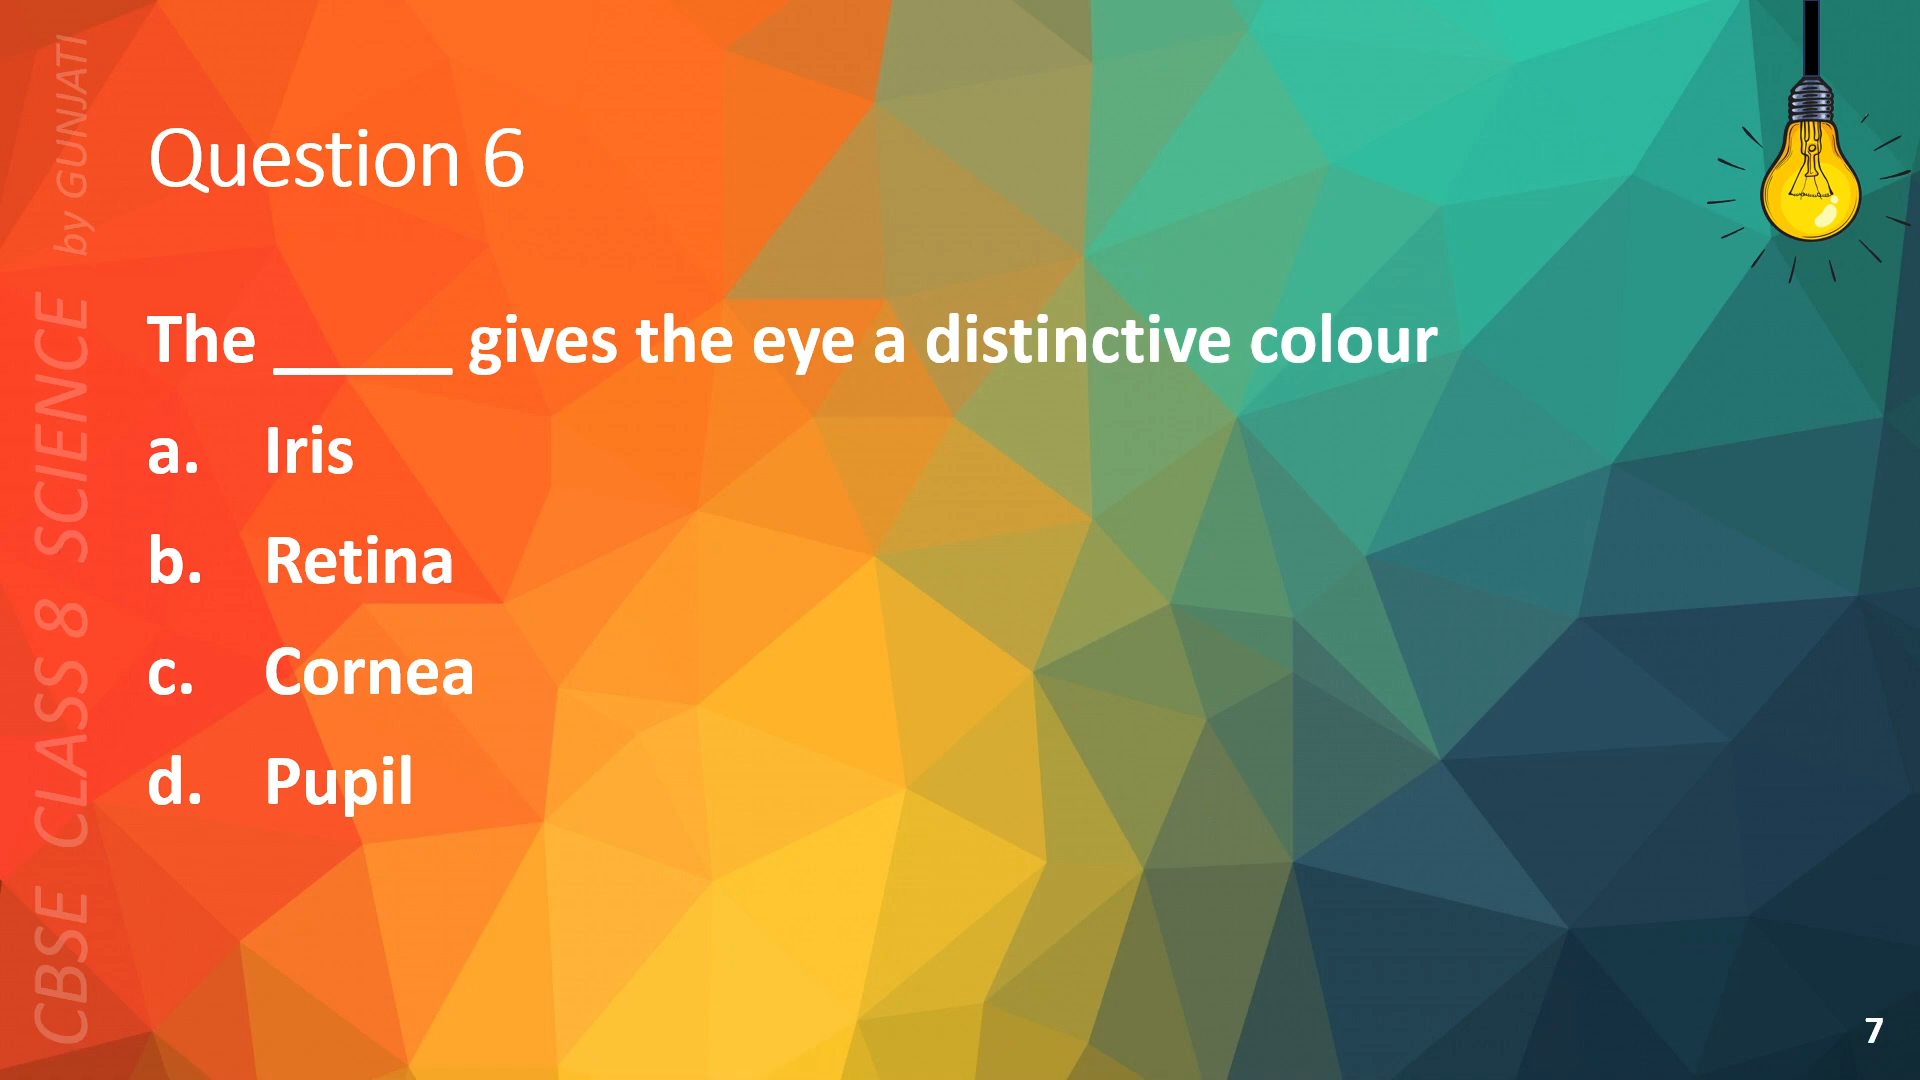 Question 6
The ______ gives the eye a distinctive colour
a. Iris
b. Retina
c. Cornea
d. Pupil
CBSE CLASS 8 SCIENCE by GUNJATI
7